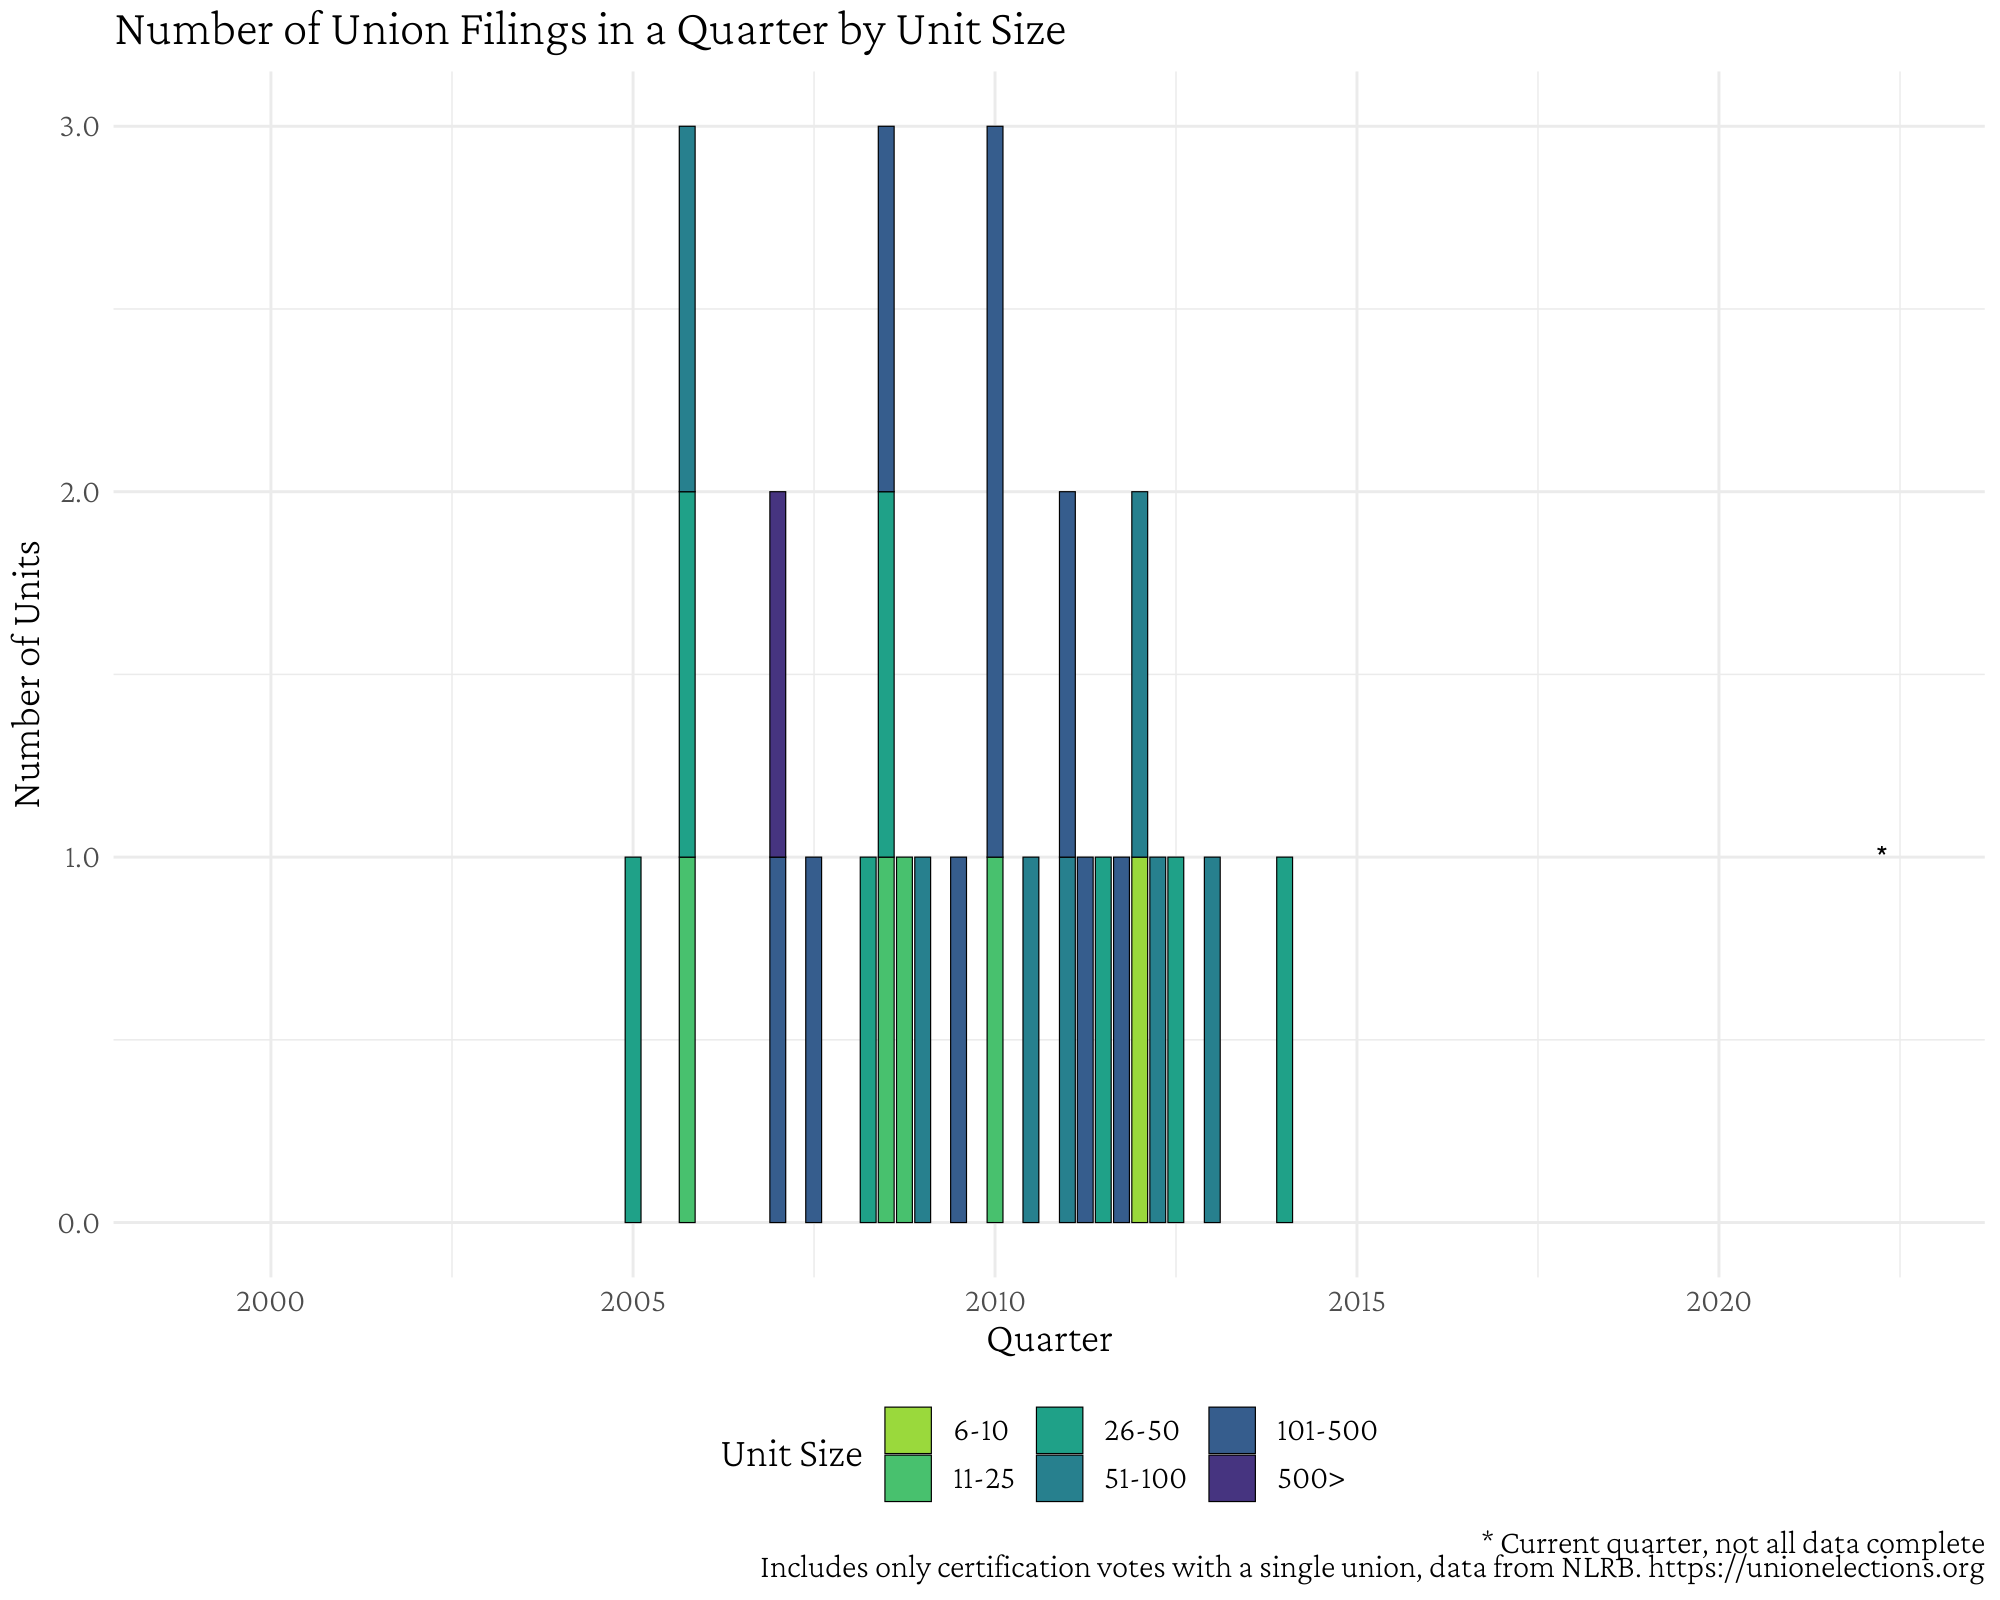 Number of Union Filings in a Quarter by Unit Size
3.0
2.0
1.0
0.0
Number of Units
*
2000 2005 2010 2015 2020
Quarter
Unit Size
6-10 26-50 101-500
11-25 51-100 500>
* Current quarter, not all data complete
Includes only certification votes with a single union, data from NLRB. https://unionelections.org